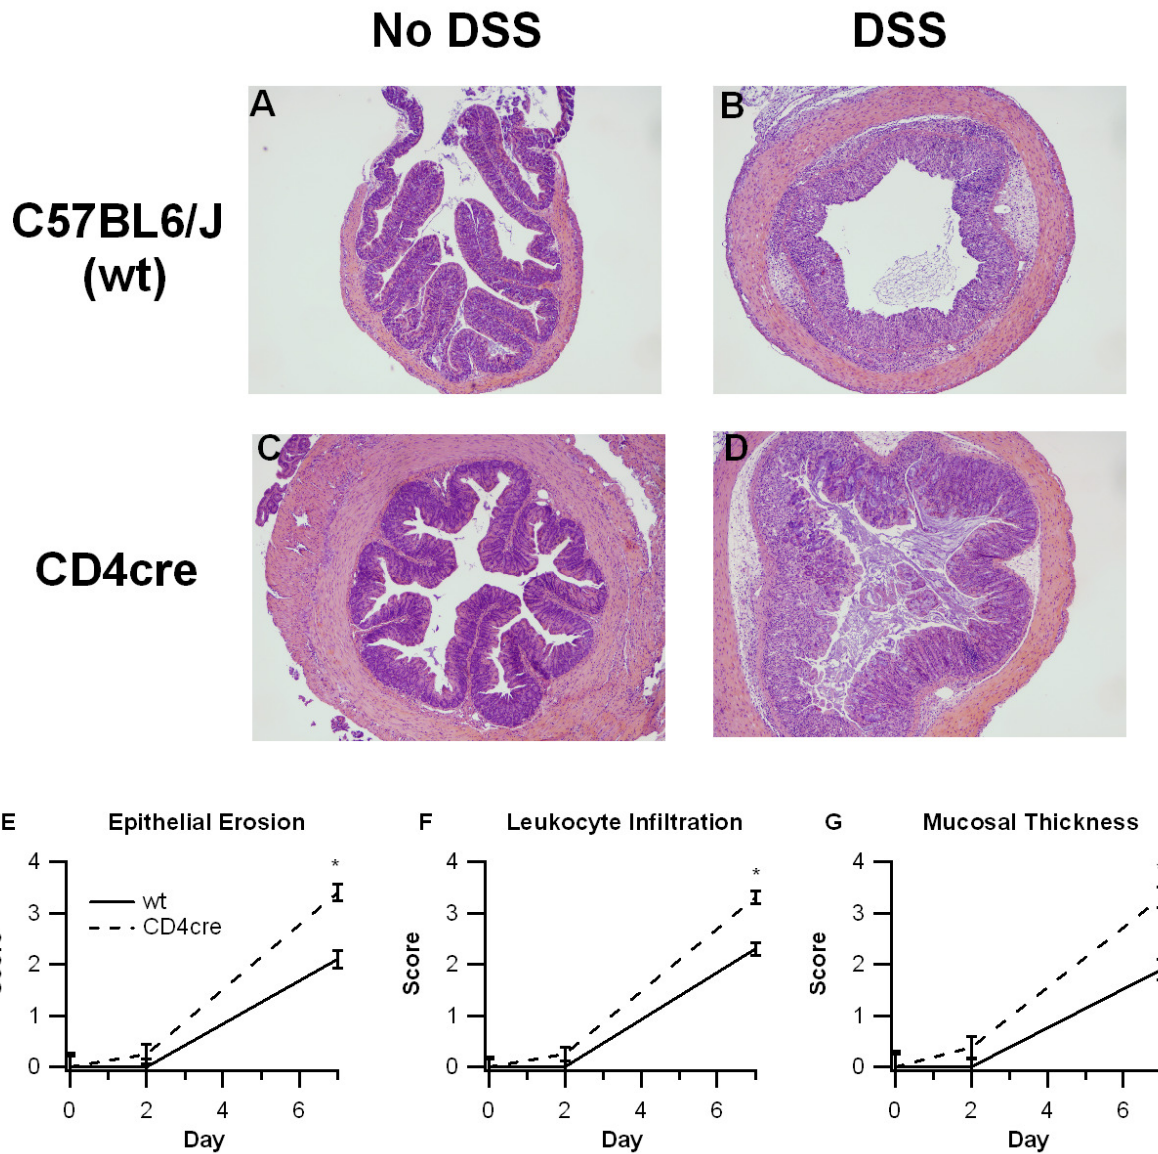 No DSS DSS
A B
C57BL6/J
(wt)
C D
CD4cre
E Epithelial Erosion F Leukocyte Infiltration G Mucosal Thickness
4 * 4 * 4
wt
3 3 3
CD4cre
2 2 2
Score Score
1 1 1
0 0 0
0 2 4 6 0 2 4 6 0 2 4 6
Day Day Day